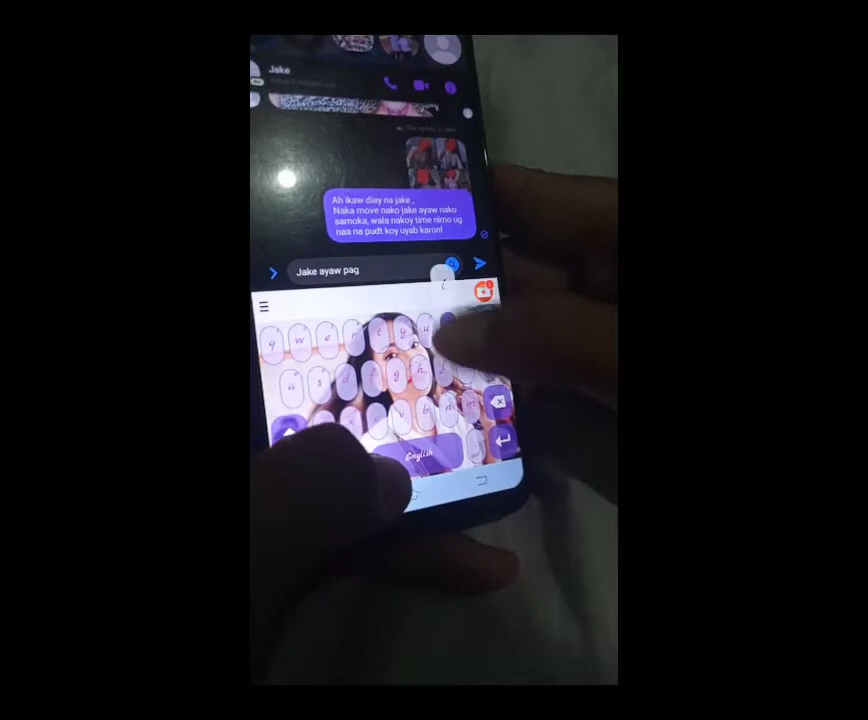 Jake
Ah ikaw diay na jake ,
Naka move nako jake ayaw nako
samoka, wala nakoy time nimo ug
naa na pudt koy uyab karon!
Jake ayaw pag
i
q w e r t y u
a s d f g h j
v b n m
English